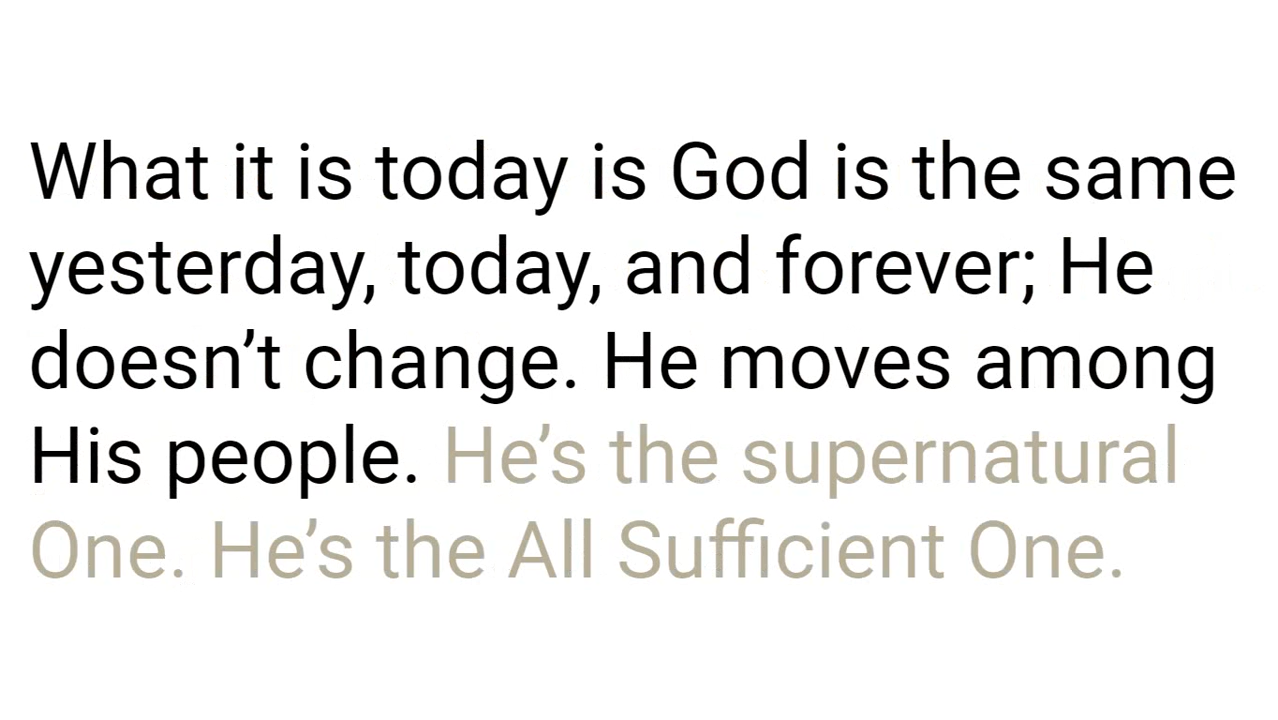 What it is today is God is the same
yesterday, today, and forever; He
doesn’t change. He moves among
His people. He’s the supernatural
One. He’s the All Sufficient One.